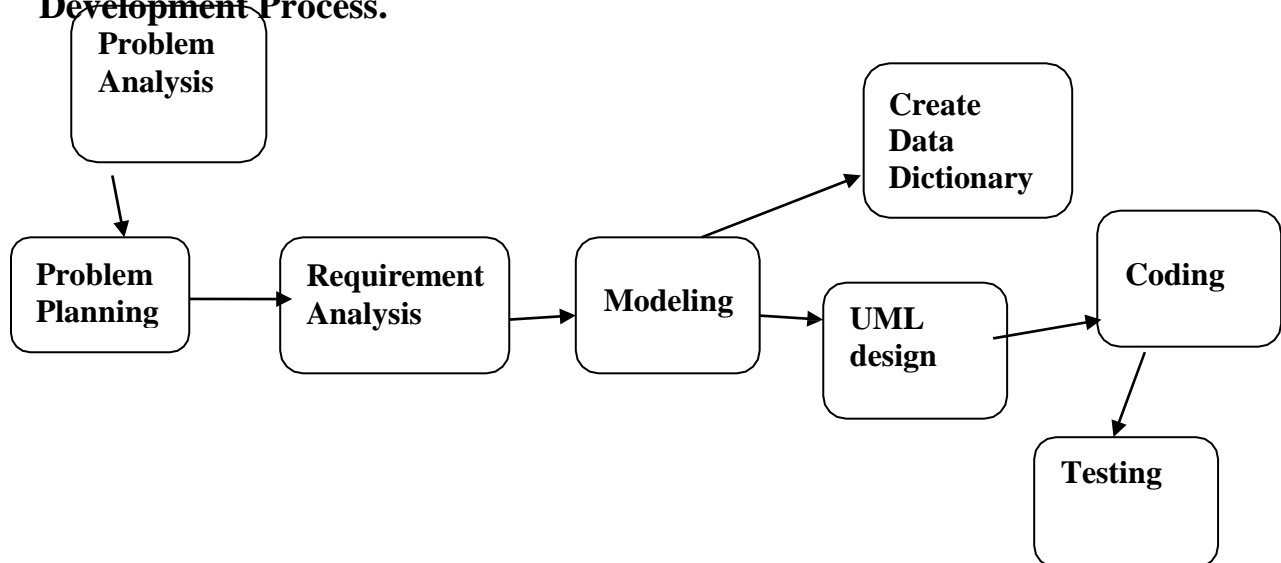 Development Process.
Problem
Analysis
Create
Data
Dictionary
Problem
Planning
Requirement
Analysis
Modeling
UML
design
Coding
Testing